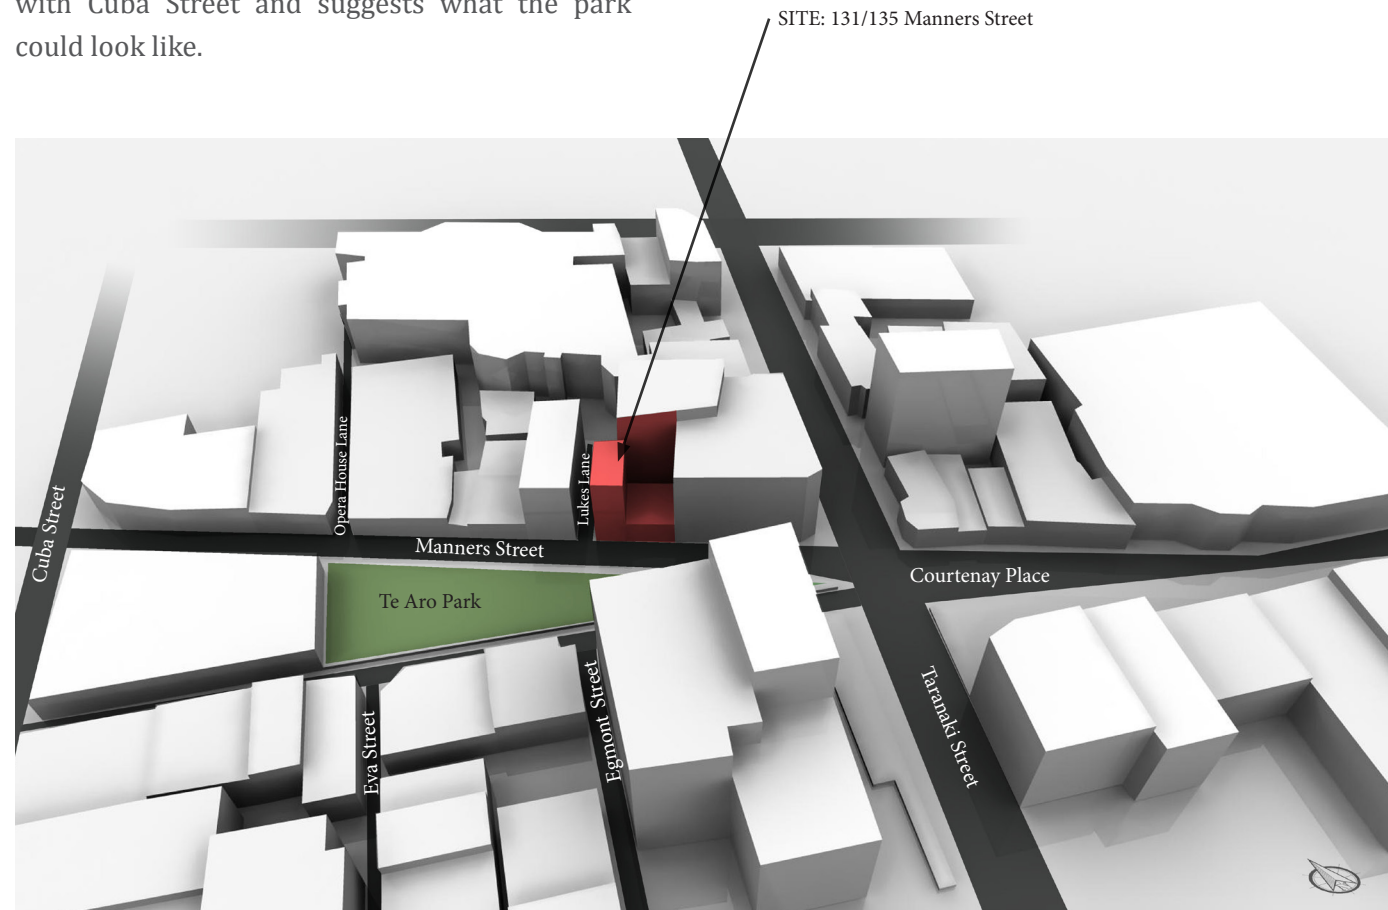 with Cuba Street and suggests what the park
could look like.
SITE: 131/135 Manners Street
Opera House Lane
Lukes Lane
Cuba Street
Manners Street
Courtenay Place
Te Aro Park
Egmont Street
Taranaki Street
Eva Street